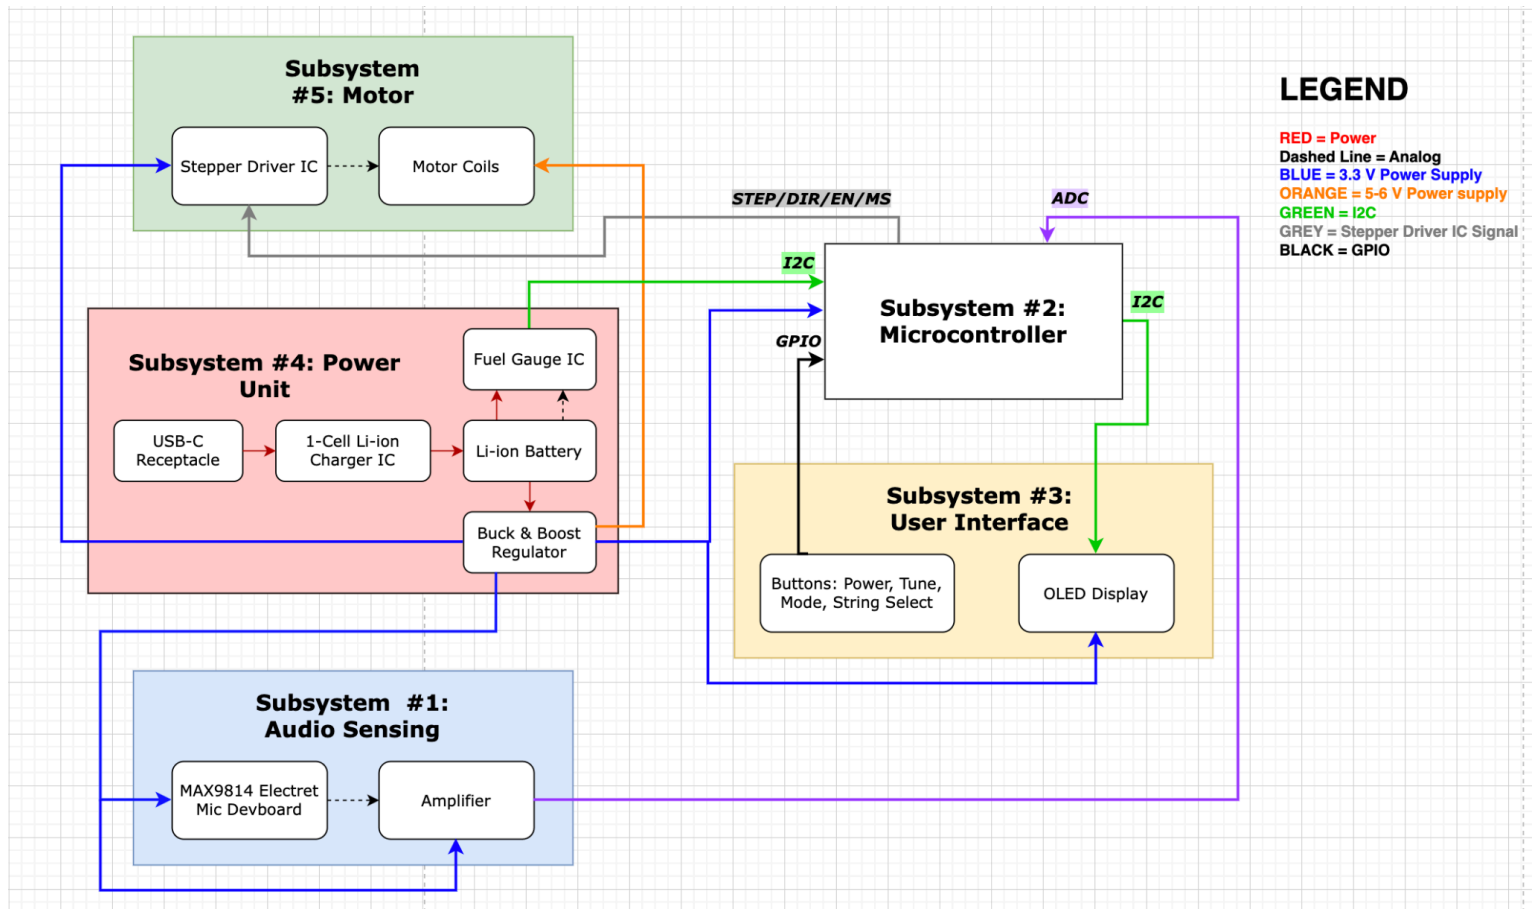 Subsystem
#5: Motor
Stepper Driver IC
Motor Coils
STEP/DIR/EN/MS
ADC
LEGEND
RED = Power
Dashed Line = Analog
BLUE = 3.3 V Power Supply
ORANGE = 5-6 V Power supply
GREEN = I2C
GREY = Stepper Driver IC Signal
BLACK = GPIO
I2C
GPIO
Subsystem #2:
Microcontroller
I2C
Subsystem #4: Power
Unit
Fuel Gauge IC
USB-C
Receptacle
1-Cell Li-ion
Charger IC
Li-ion Battery
Buck & Boost
Regulator
Subsystem #3:
User Interface
Buttons: Power, Tune,
Mode, String Select
OLED Display
Subsystem #1:
Audio Sensing
MAX9814 Electret
Mic Devboard
Amplifier